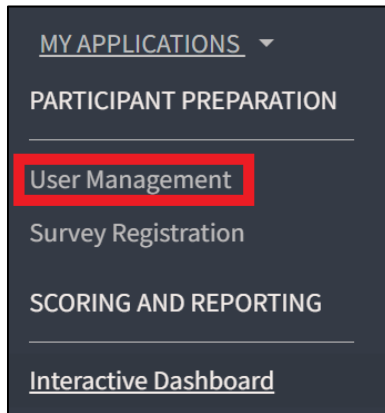 MY APPLICATIONS
PARTICIPANT PREPARATION
User Management
Survey Registration
SCORING AND REPORTING
Interactive Dashboard